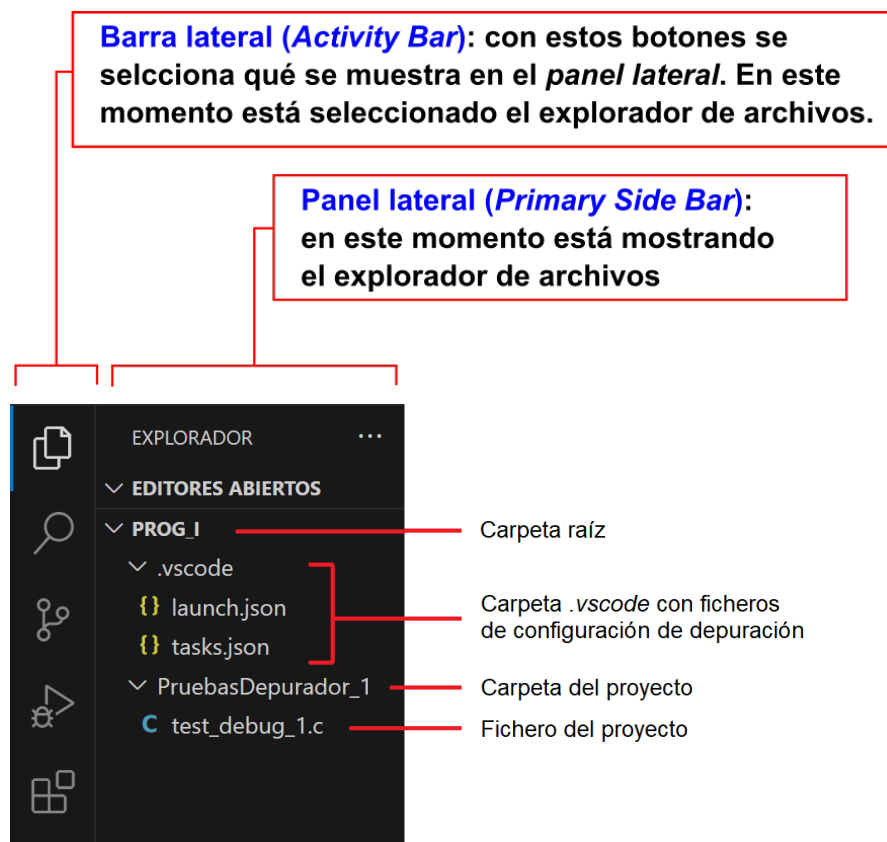 Barra lateral (Activity Bar): con estos botones se
selcciona qué se muestra en el panel lateral. En este
momento está seleccionado el explorador de archivos.
Panel lateral (Primary Side Bar):
en este momento está mostrando
el explorador de archivos
EXPLORADOR ···
EDITORES ABIERTOS
PROG_I
Carpeta raíz
.vscode
{} launch.json
{} tasks.json
Carpeta .vscode con ficheros
de configuración de depuración
PruebasDepurador_1
Carpeta del proyecto
C test_debug_1.c
Fichero del proyecto